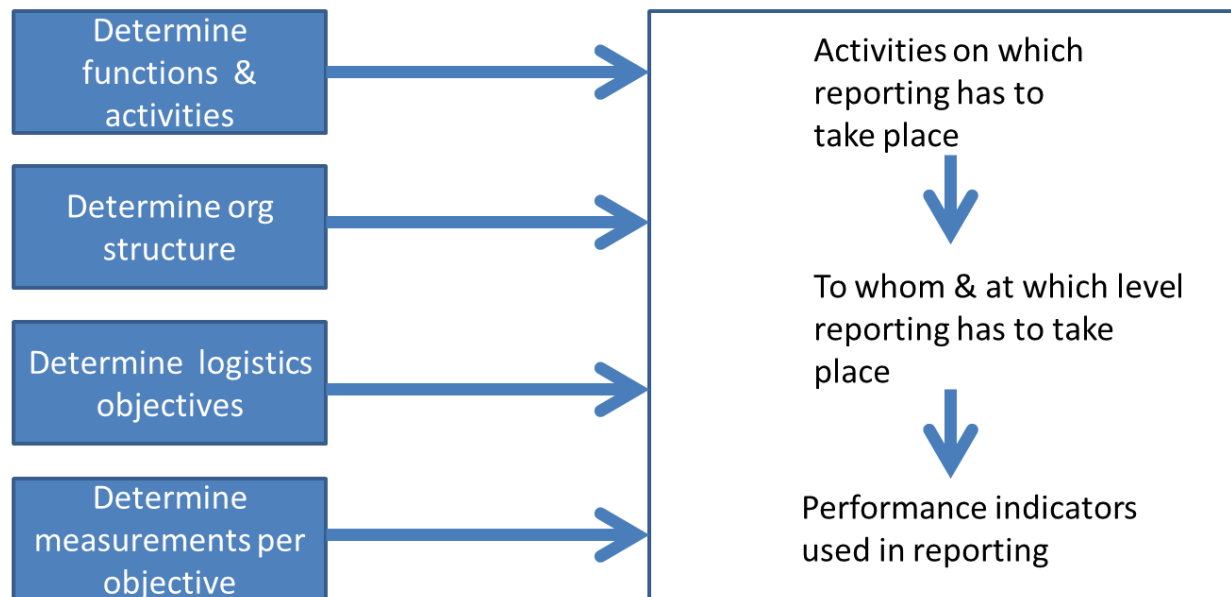 Determine
functions & 
activities
Determine org
structure
Determine logistics
objectives
Determine
measurements per
objective
Activities on which
reporting has to
take place
To whom & at which level
reporting has to take
place
Performance indicators
used in reporting